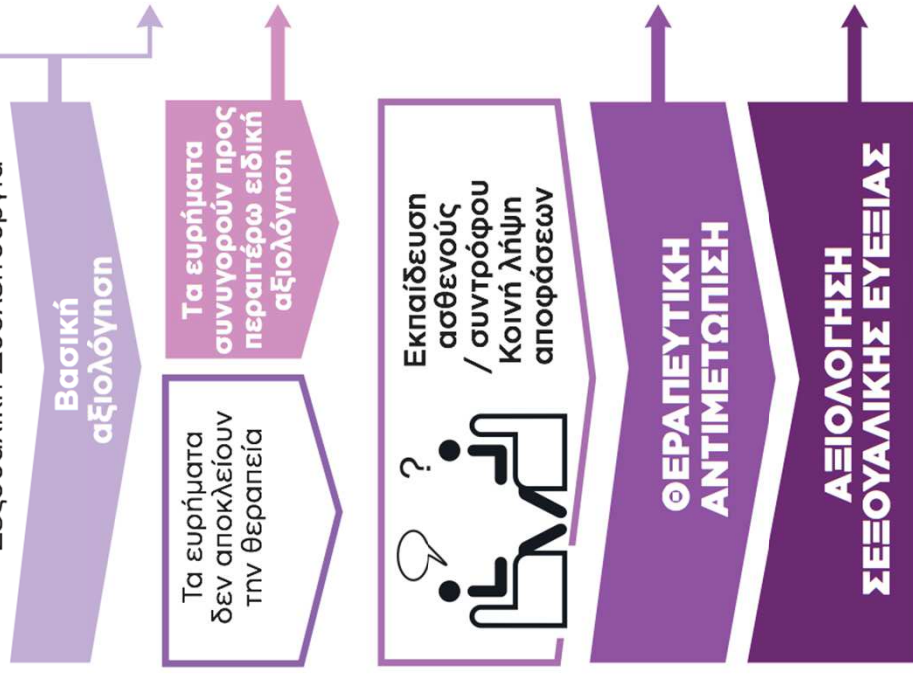 Βασική
αξιολόγηση
Τα ευρήματα
δεν αποκλείουν
την θεραπεία
Τα ευρήματα
συνηγορούν προς
περαιτέρω ειδική
αξιολόγηση
?
Εκπαίδευση
ασθενούς
/ συντρόφου
Κοινή λήψη
αποφάσεων
ΘΕΡΑΠΕΥΤΙΚΗ
ΑΝΤΙΜΕΤΩΠΙΣΗ
ΑΞΙΟΛΟΓΗΣΗ
ΣΕΞΟΥΑΛΙΚΗΣ ΕΥΕΞΙΑΣ